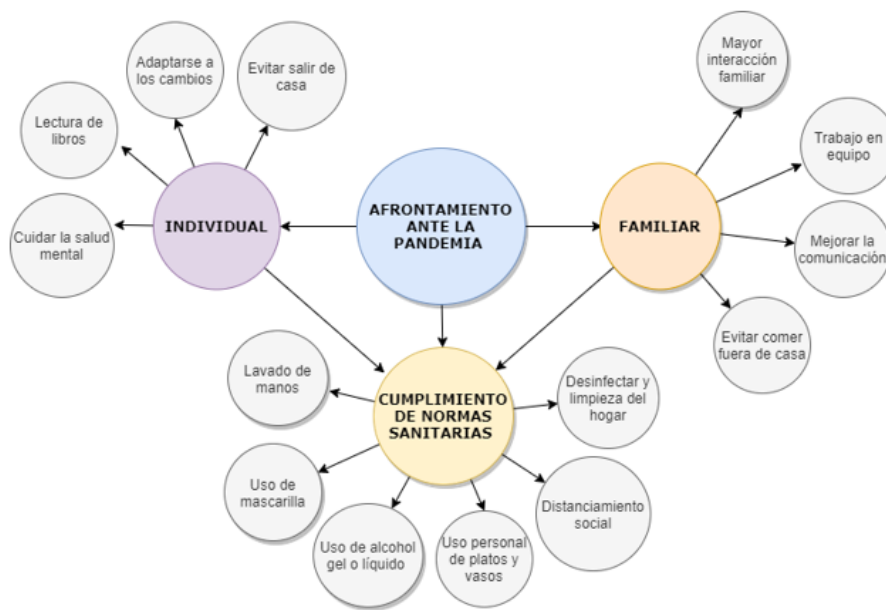 Mayor
interacción
familiar
Adaptarse a
los cambios
Evitar salir de
casa
Lectura de
libros
Trabajo en
equipo
AFRONTAMIENTO
ANTE LA
PANDEMIA
INDIVIDUAL
FAMILIAR
Cuidar la salud
mental
Mejorar la
comunicación
Evitar comer
fuera de casa
Lavado de
manos
CUMPLIMIENTO
DE NORMAS
SANITARIAS
Desinfectar y
limpieza del
hogar
Uso de
mascarilla
Distanciamiento
social
Uso de alcohol
gel o líquido
Uso personal
de platos y
vasos